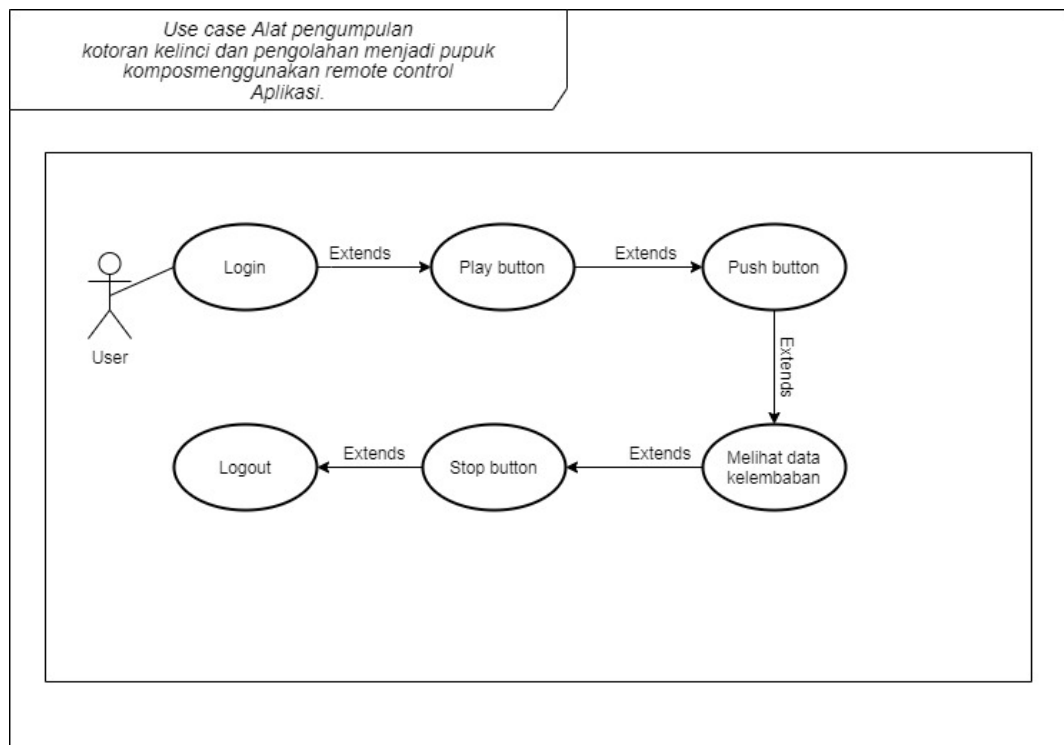 Use case Alat pengumpulan
kotoran kelinci dan pengolahan menjadi pupuk
komposmenggunakan remote control
Aplikasi.
User
Login
Extends
Play button
Extends
Push button
Extends
Melihat data
kelembaban
Extends
Stop button
Extends
Logout